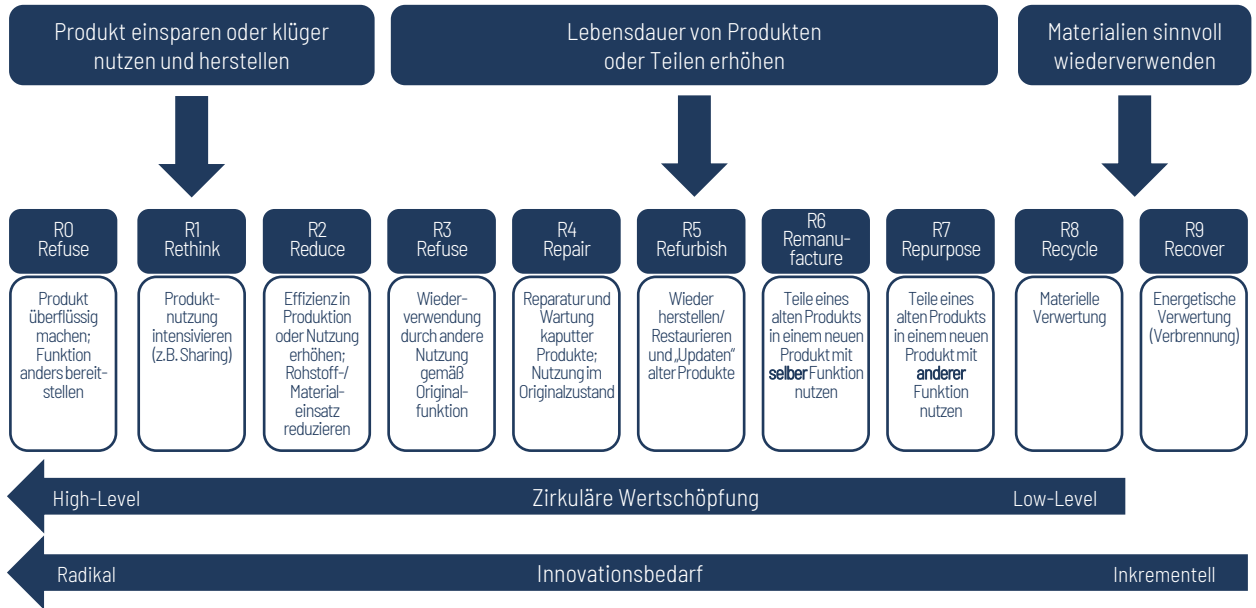 Produkt einsparen oder klüger
nutzen und herstellen
Lebensdauer von Produkten
oder Teilen erhöhen
Materialien sinnvoll
wiederverwenden
R0
Refuse
Produkt
überflüssig
machen;
Funktion
anders bereit-
stellen
R1
Rethink
Produkt-
nutzung
intensivieren
(z.B. Sharing)
R2
Reduce
Effizienz in
Produktion
oder Nutzung
erhöhen;
Rohstoff-/
Material-
einsatz
reduzieren
R3
Refuse
Wieder-
verwendung
durch andere
Nutzung
gemäß
Original-
funktion
R4
Repair
Reparatur und
Wartung
kaputter
Produkte;
Nutzung im
Originalzustand
R5
Refurbish
Wieder
herstellen/
Restaurieren
und „Updaten"
alter Produkte
R6
Remanu-
facture
Teile eines
alten Produkts
in einem neuen
Produkt mit
selber Funktion
nutzen
R7
Repurpose
Teile eines
alten Produkts
in einem neuen
Produkt mit
anderer
Funktion
nutzen
R8
Recycle
Materielle
Verwertung
R9
Recover
Energetische
Verwertung
(Verbrennung)
High-Level
Zirkuläre Wertschöpfung
Low-Level
Radikal
Innovationsbedarf
Inkrementell